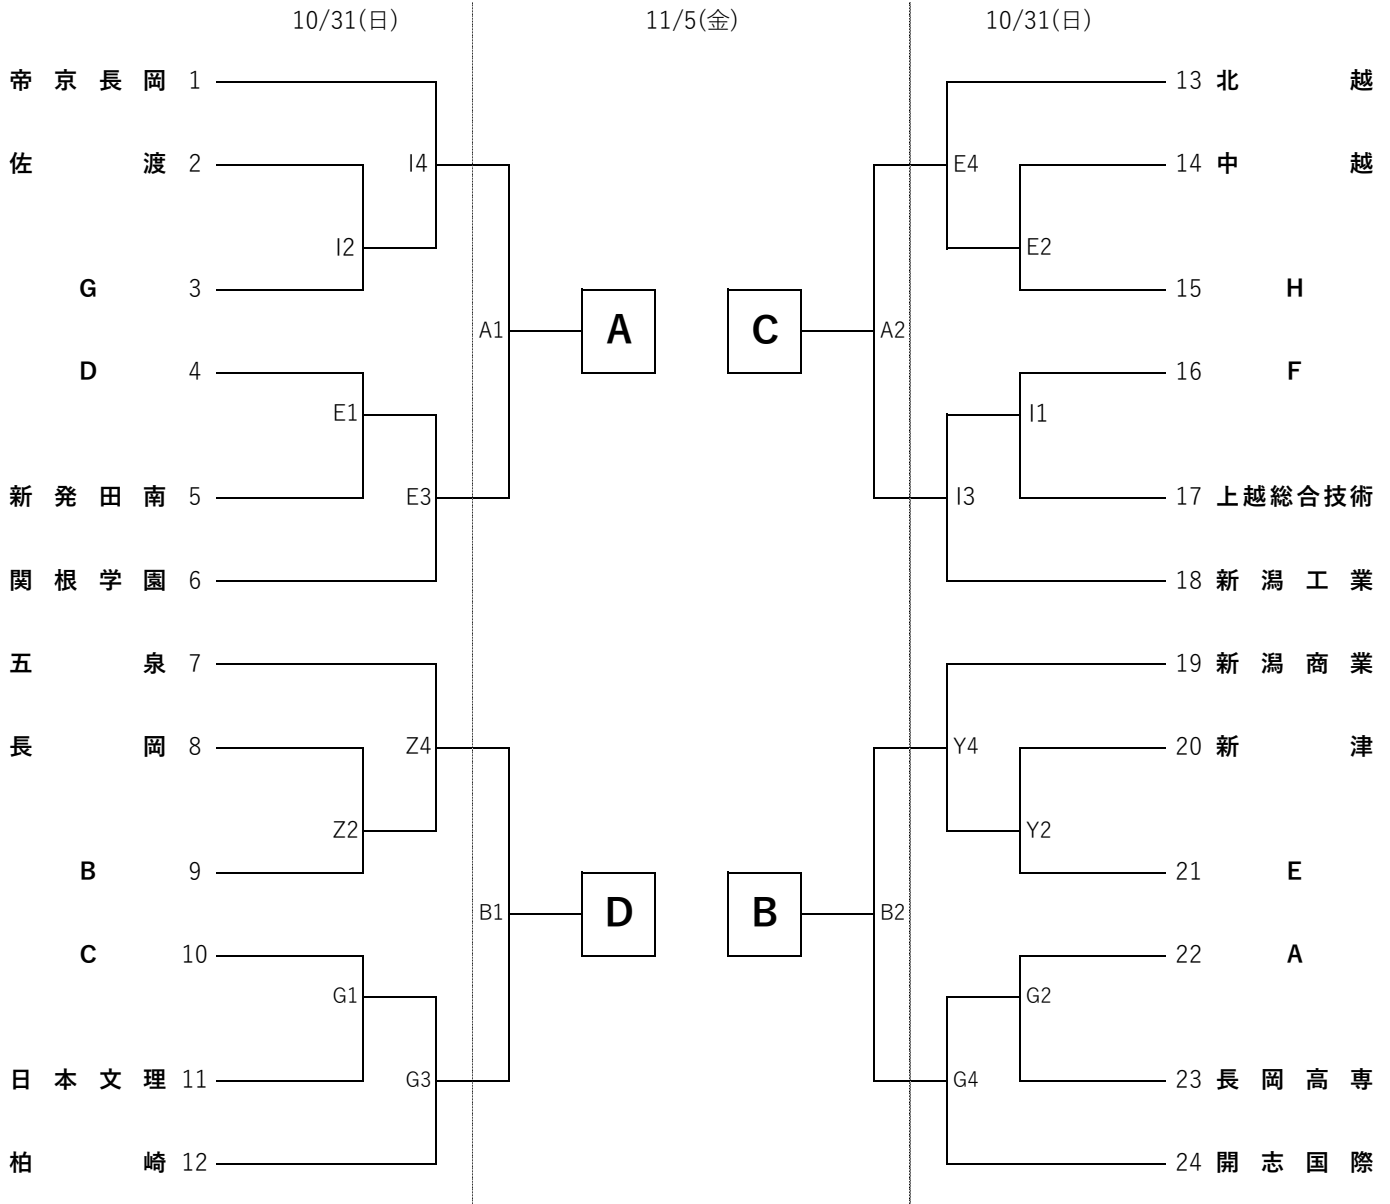 10/31(日) 11/5(金) 10/31(日)
帝京長岡 1 13 北越
佐渡 2 I4 E4 14 中越
I2 E2
G 3 15 H
A1 A C A2
D 4 16 F
E1 I1
新発田南 5 E3 I3 17 上越総合技術
関根学園 6 18 新潟工業
五泉 7 19 新潟商業
長岡 8 Z4 Y4 20 新津
Z2 Y2
B 9 21 E
B1 D B B2
C 10 22 A
G1 G2
日本文理 11 G3 G4 23 長岡高専
柏崎 12 24 開志国際